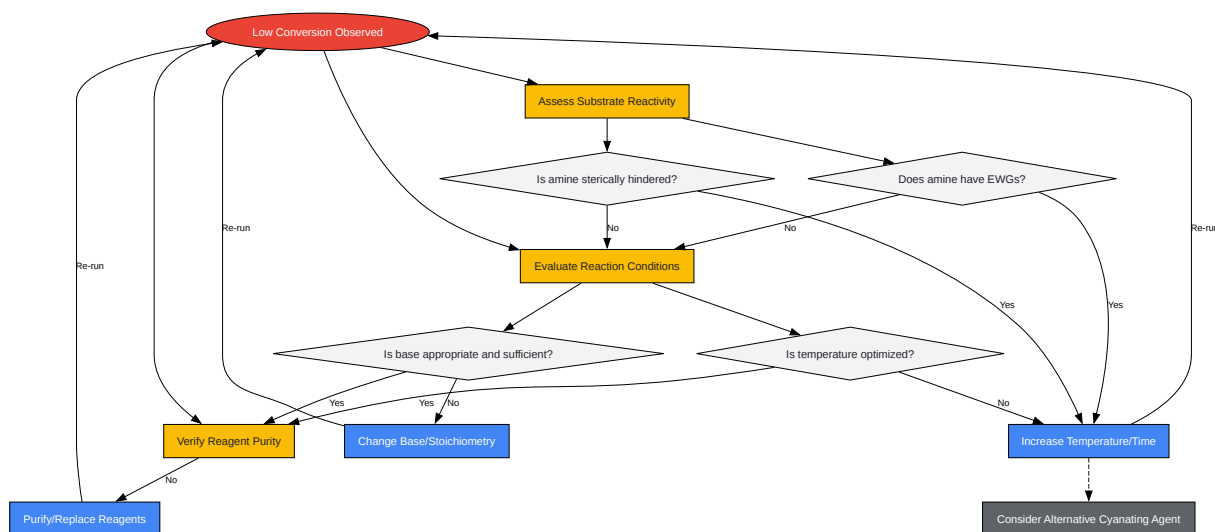 Low Conversion Observed
Assess Substrate Reactivity
Is amine sterically hindered?
Does amine have EWGs?
Re-run
Re-run
No
No
Re-run
Evaluate Reaction Conditions
Yes
Yes
Is base appropriate and sufficient?
Is temperature optimized?
Yes
Yes
No
No
Verify Reagent Purity
Change Base/Stoichiometry
Increase Temperature/Time
No
Purify/Replace Reagents
Consider Alternative Cyanating Agent